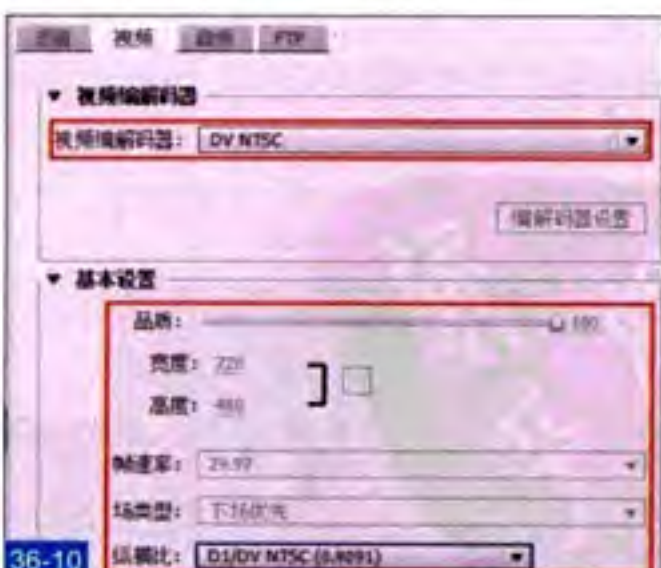 滤镜 视频 音频 FTP
视频编解码器
视频编解码器： DV NTSC
编解码器设置
基本设置
品质： 100
宽度： 720
高度： 480
帧速率： 29.97
场类型： 下场优先
纵横比： D1/DV NTSC (0.9091)
36-10